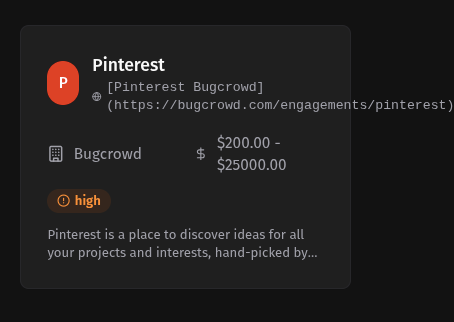 P
Pinterest
[Pinterest Bugcrowd]
(https://bugcrowd.com/engagements/pinterest)
Bugcrowd
$ $200.00 -
$25000.00
high
Pinterest is a place to discover ideas for all
your projects and interests, hand-picked by...